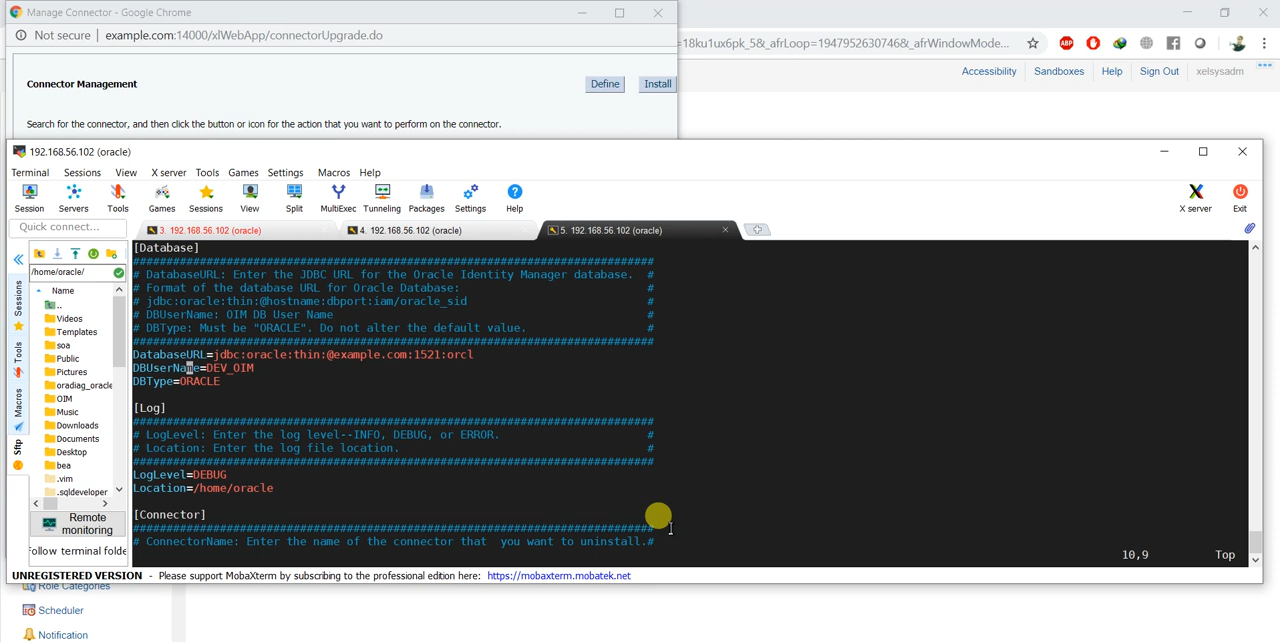 Manage Connector - Google Chrome
Not secure | example.com:14000/xlWebApp/connectorUpgrade.do
=18ku1ux6pk_5&_afrLoop=19479526630746&_afrWindowMode...
ABP
Accessibility Sandboxes Help Sign Out xelsysadm
Connector Management Define Install
Search for the connector, and then click the button or icon for the action that you want to perform on the connector.
192.168.56.102 (oracle)
Terminal Sessions View X server Tools Games Settings Macros Help
Session Servers Tools Games Sessions View Split MultiExec Tunneling Packages Settings Help X server Exit
Quick connect...
3. 192.168.56.102 (oracle)
4. 192.168.56.102 (oracle)
5. 192.168.56.102 (oracle)
/home/oracle/
Name
..
Videos
Templates
soa
Public
Pictures
oradiag_oracle
OIM
Music
Downloads
Documents
Desktop
bea
.vim
.sqldeveloper
Remote
monitoring
Follow terminal folde
Sessions
Tools
Macros
Sftp
[Database]
###############################################################################
# DatabaseURL: Enter the JDBC URL for the Oracle Identity Manager database. #
# Format of the database URL for Oracle Database: #
# jdbc:oracle:thin:@hostname:dbport:iam/oracle_sid #
# DBUserName: OIM DB User Name #
# DBType: Must be "ORACLE". Do not alter the default value. #
###############################################################################
DatabaseURL=jdbc:oracle:thin:@example.com:1521:orcl
DBUserName=DEV_OIM
DBType=ORACLE
[Log]
###############################################################################
# LogLevel: Enter the log level--INFO, DEBUG, or ERROR. #
# Location: Enter the log file location. #
###############################################################################
LogLevel=DEBUG
Location=/home/oracle
[Connector]
###############################################################################
# ConnectorName: Enter the name of the connector that you want to uninstall.#
10,9 Top
UNREGISTERED VERSION - Please support MobaXterm by subscribing to the professional edition here: https://mobaxterm.mobatek.net
Role Categories
Scheduler
Notification